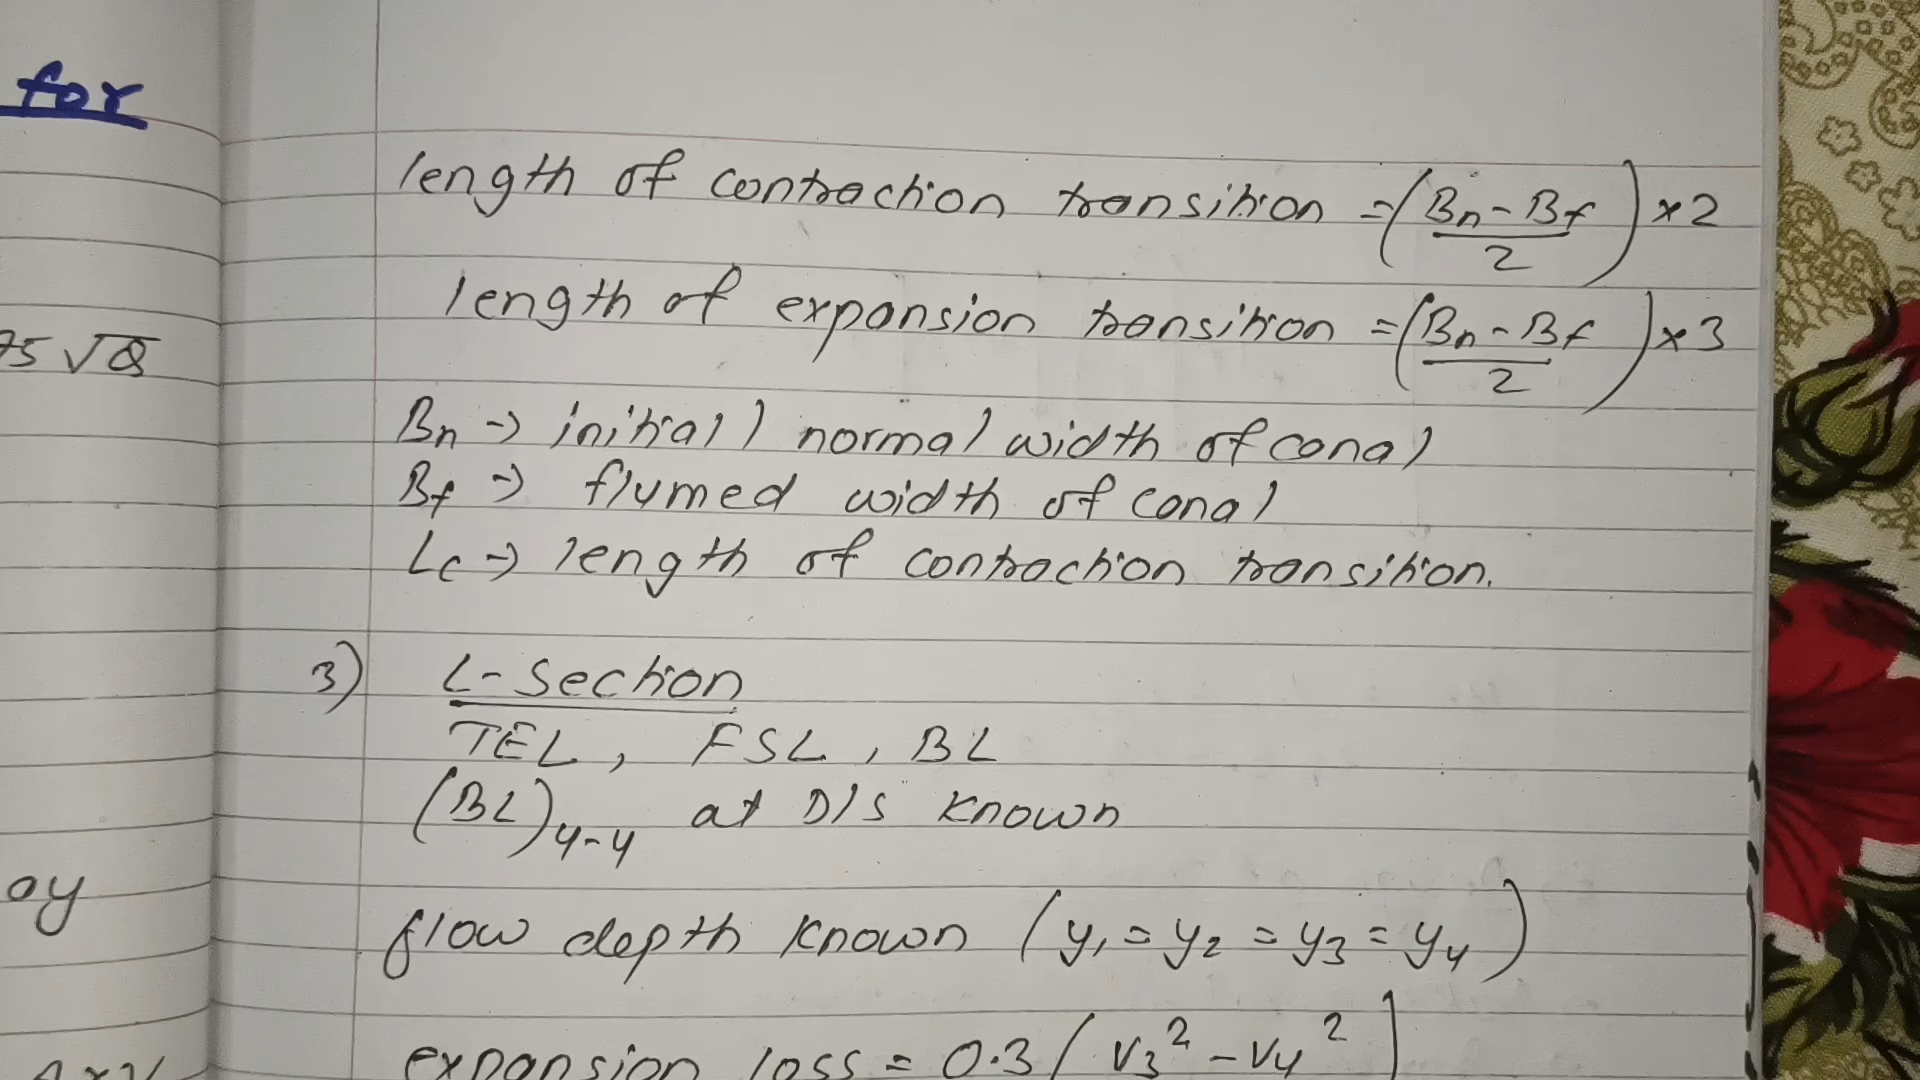 for
75 √Q
oy
length of contraction transition = (Bn - Bf / 2) × 2
length of expansion transition = (Bn - Bf / 2) × 3
Bn → initial) normal width of canal
Bf → flumed width of canal
Lc → length of contraction transition.
3) L-Section
TEL, FSL, BL
(BL)4-4 at D/S known
flow depth known (y1 = y2 = y3 = y4)
expansion loss = 0.3 ( V3² - V4² )